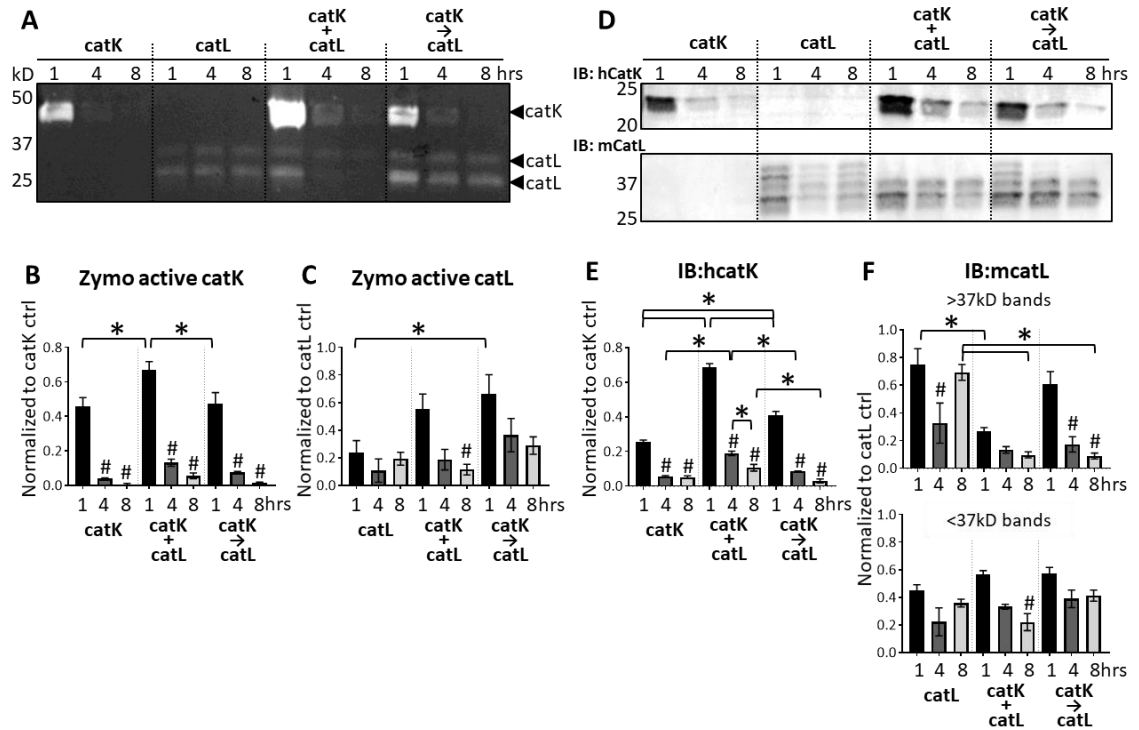 A
catK
catL
catK
+
catL
catK
→
catL
kD 1 4 8 1 4 8 1 4 8 1 4 8 hrs
50
37
25
catK
catL
catL
D
catK
catL
catK
+
catL
catK
→
catL
IB: hCatK 1 4 8 1 4 8 1 4 8 1 4 8 hrs
25
20
IB: mCatL
37
25
B Zymo active catK
Normalized to catK ctrl
* *
0.8
0.6
0.4
0.2
0.0
# # # # # #
1 4 8 1 4 8 1 4 8hrs
catK
catK
+
catL
catK
→
catL
C Zymo active catL
Normalized to catL ctrl
*
1.0
0.8
0.6
0.4
0.2
0.0
#
1 4 8 1 4 8 1 4 8hrs
catL
catK
+
catL
catK
→
catL
E IB:hcatK
Normalized to catK ctrl
*
* *
*
*
0.8
0.6
0.4
0.2
0.0
# # # # # #
1 4 8 1 4 8 1 4 8hrs
catK
catK
+
catL
catK
→
catL
F IB:mcatL
>37kD bands
Normalized to catL ctrl
* *
1.0
0.8
0.6
0.4
0.2
0.0
# # #
1 4 8 1 4 8 1 4 8hrs
<37kD bands
1.0
0.8
0.6
0.4
0.2
0.0
#
1 4 8 1 4 8 1 4 8hrs
catL
catK
+
catL
catK
→
catL